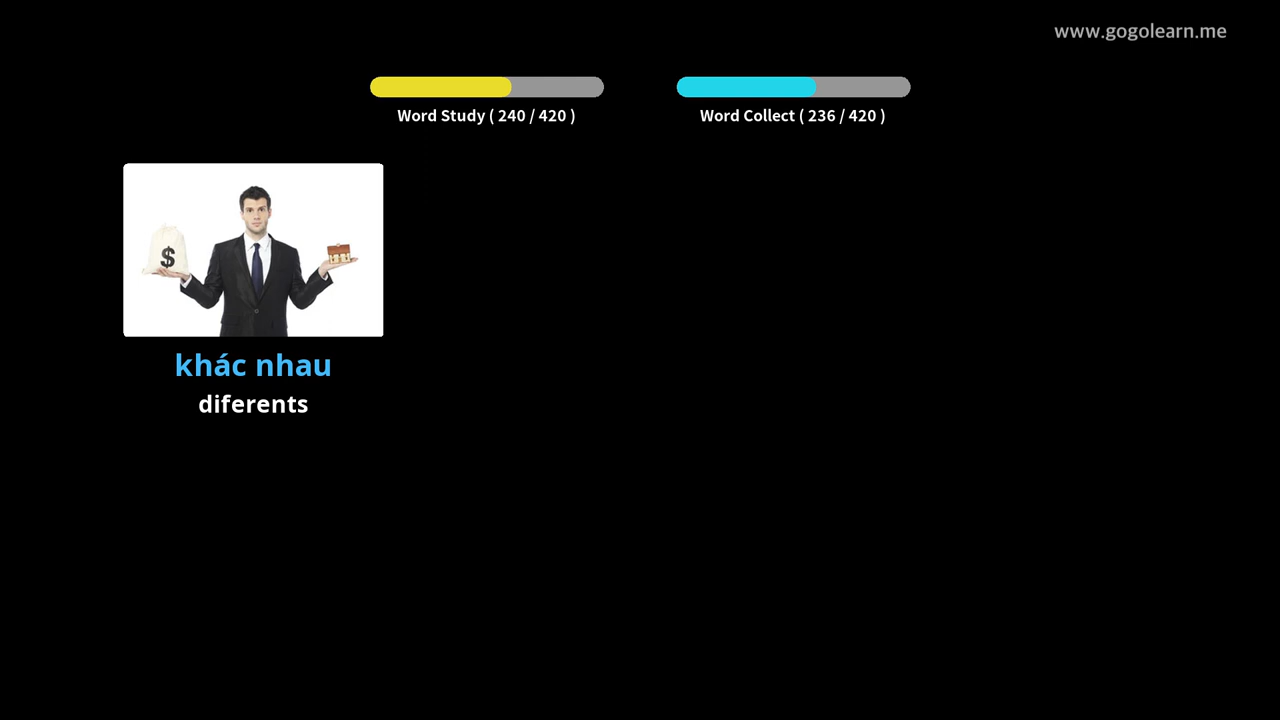 www.gogolearn.me
Word Study ( 240 / 420 )
Word Collect ( 236 / 420 )
$
khác nhau
diferents